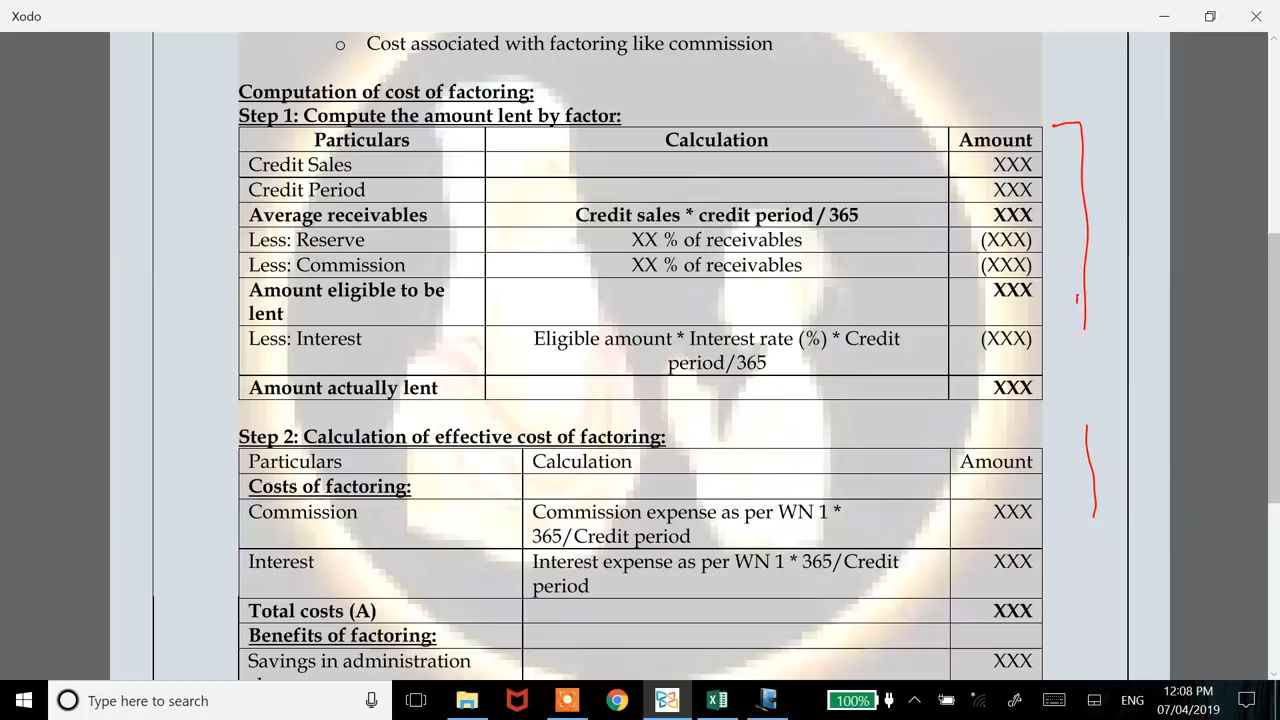 Xodo
o Cost associated with factoring like commission
Computation of cost of factoring:
Step 1: Compute the amount lent by factor:
Particulars Calculation Amount
Credit Sales XXX
Credit Period XXX
Average receivables Credit sales * credit period / 365 XXX
Less: Reserve XX % of receivables (XXX)
Less: Commission XX % of receivables (XXX)
Amount eligible to be XXX
lent
Less: Interest Eligible amount * Interest rate (%) * Credit (XXX)
period/365
Amount actually lent XXX
Step 2: Calculation of effective cost of factoring:
Particulars Calculation Amount
Costs of factoring:
Commission Commission expense as per WN 1 * XXX
365/Credit period
Interest Interest expense as per WN 1 * 365/Credit XXX
period
Total costs (A) XXX
Benefits of factoring:
Savings in administration XXX
Type here to search 100% ENG 12:08 PM
07/04/2019